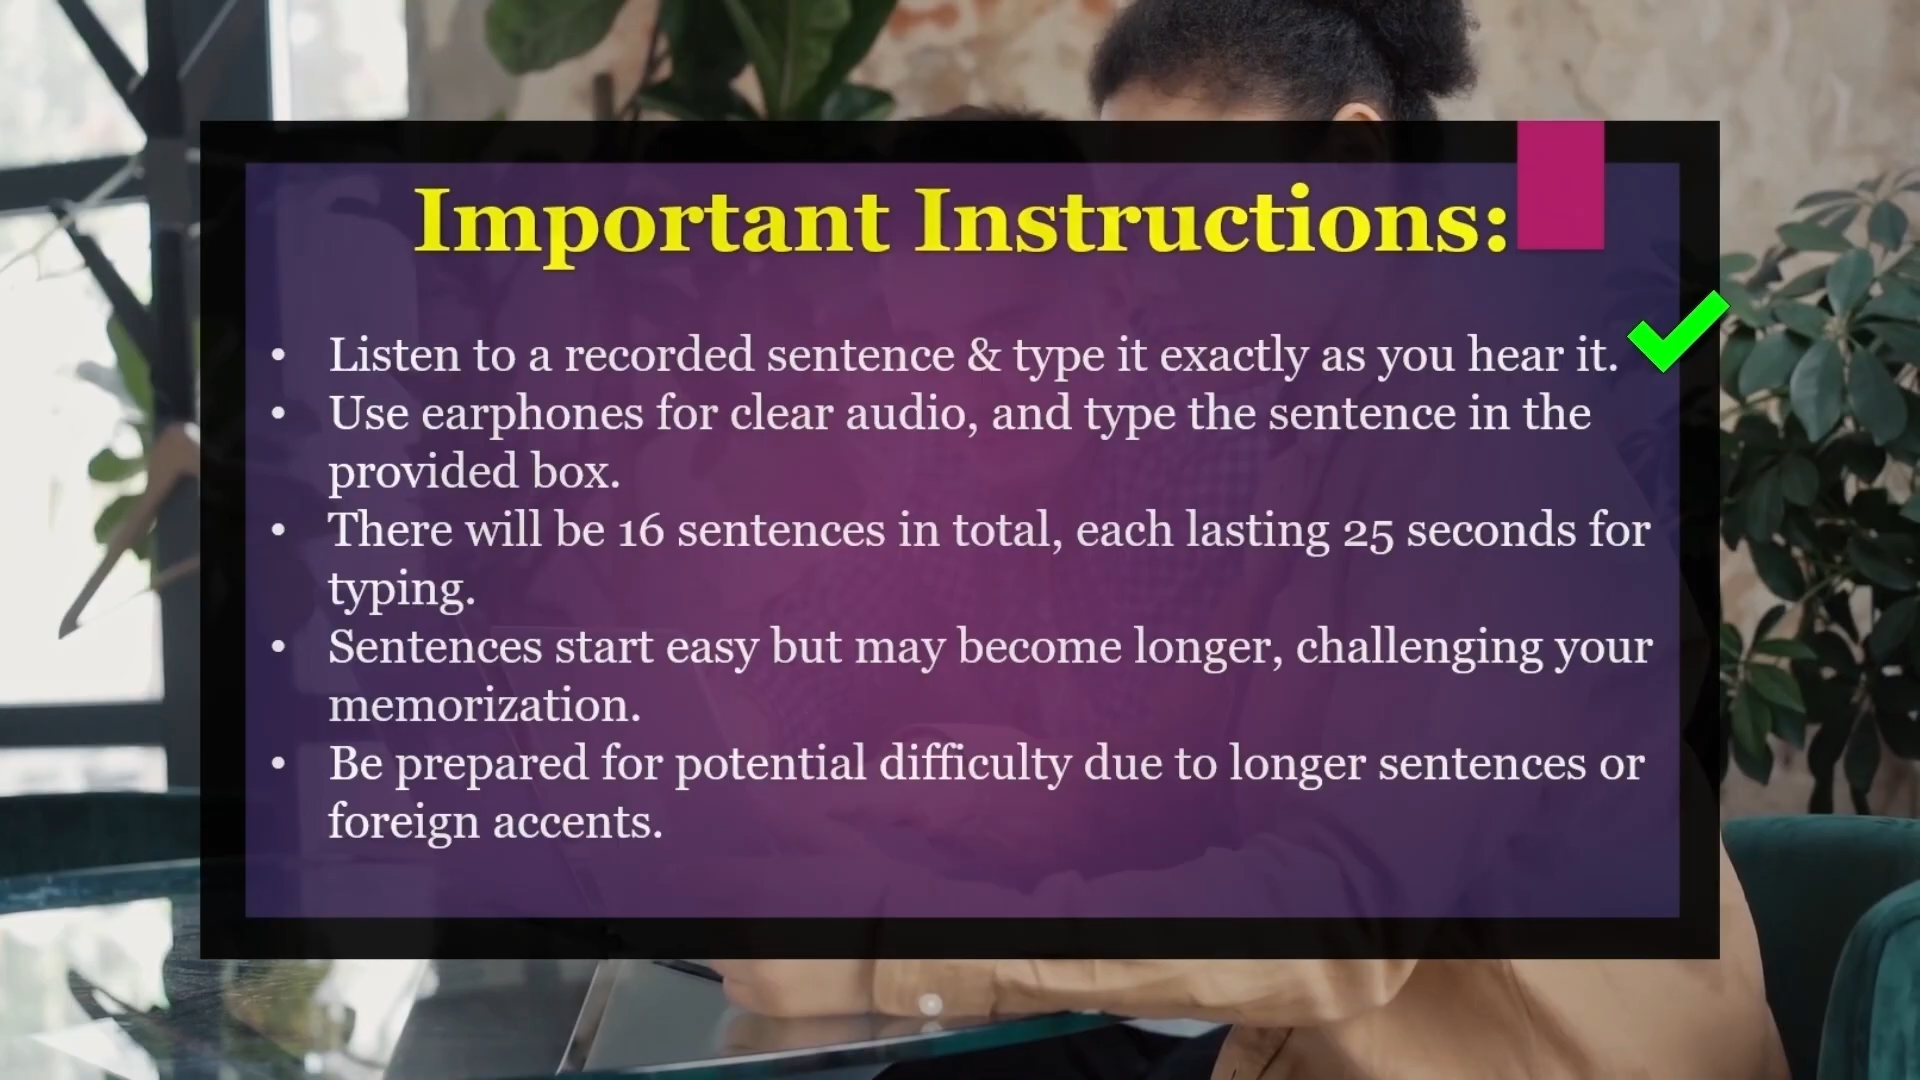 Important Instructions:
• Listen to a recorded sentence & type it exactly as you hear it.
• Use earphones for clear audio, and type the sentence in the
provided box.
• There will be 16 sentences in total, each lasting 25 seconds for
typing.
• Sentences start easy but may become longer, challenging your
memorization.
• Be prepared for potential difficulty due to longer sentences or
foreign accents.